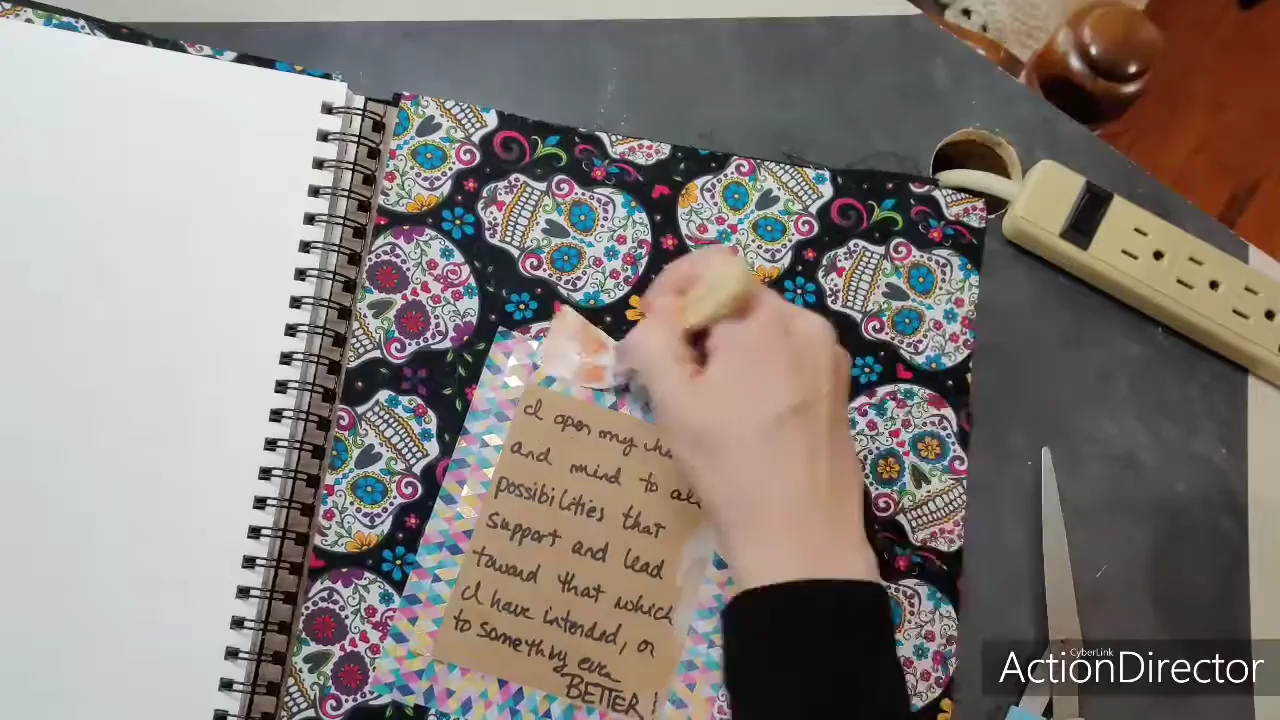 I open my
and mind to all
possibilities that
support and lead
toward that which
I have intended, or
to something even
BETTER!
CyberLink
ActionDirector